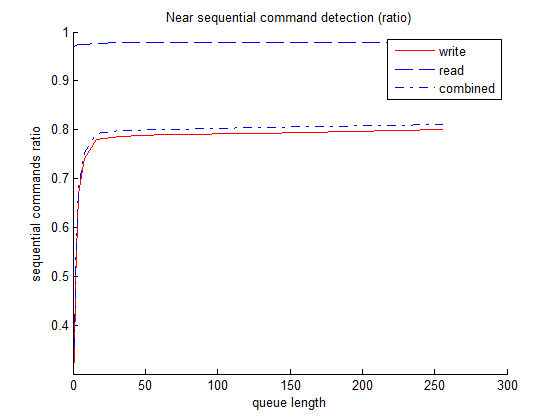 Near sequential command detection (ratio)
1
0.9
0.8
0.7
0.6
0.5
0.4
sequential commands ratio
write
read
combined
0 50 100 150 200 250 300
queue length